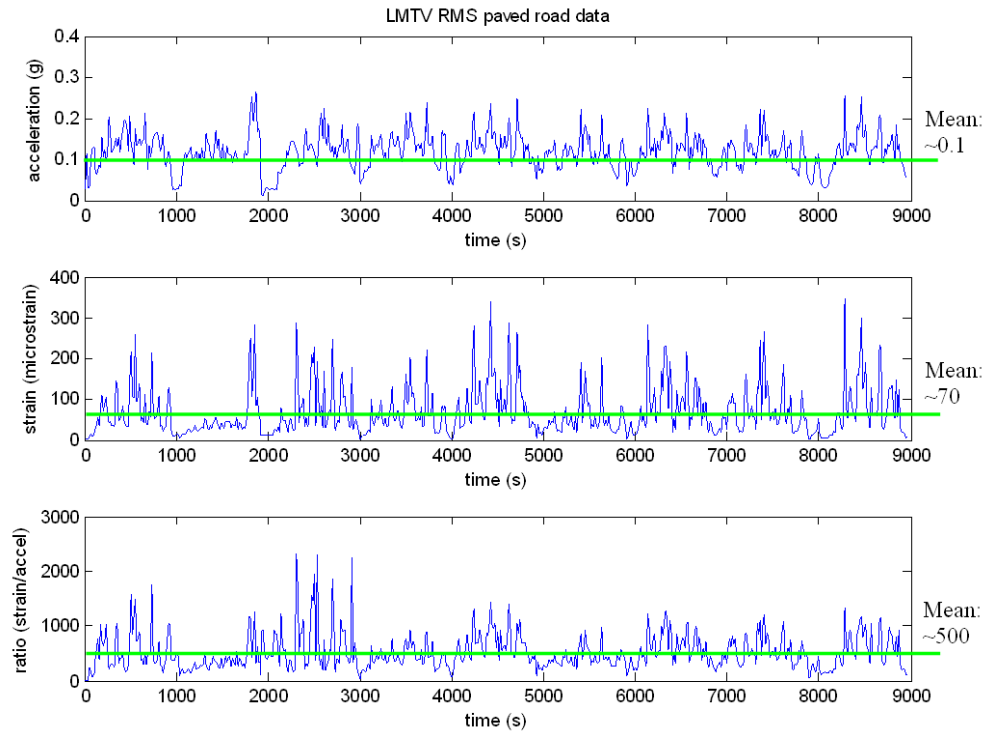 LMTV RMS paved road data
acceleration (g)
0.4
0.3
0.2
0.1
0
0 1000 2000 3000 4000 5000 6000 7000 8000 9000
time (s)
Mean:
~0.1
strain (microstrain)
400
300
200
100
0
0 1000 2000 3000 4000 5000 6000 7000 8000 9000
time (s)
Mean:
~70
ratio (strain/accel)
3000
2000
1000
0
0 1000 2000 3000 4000 5000 6000 7000 8000 9000
time (s)
Mean:
~500